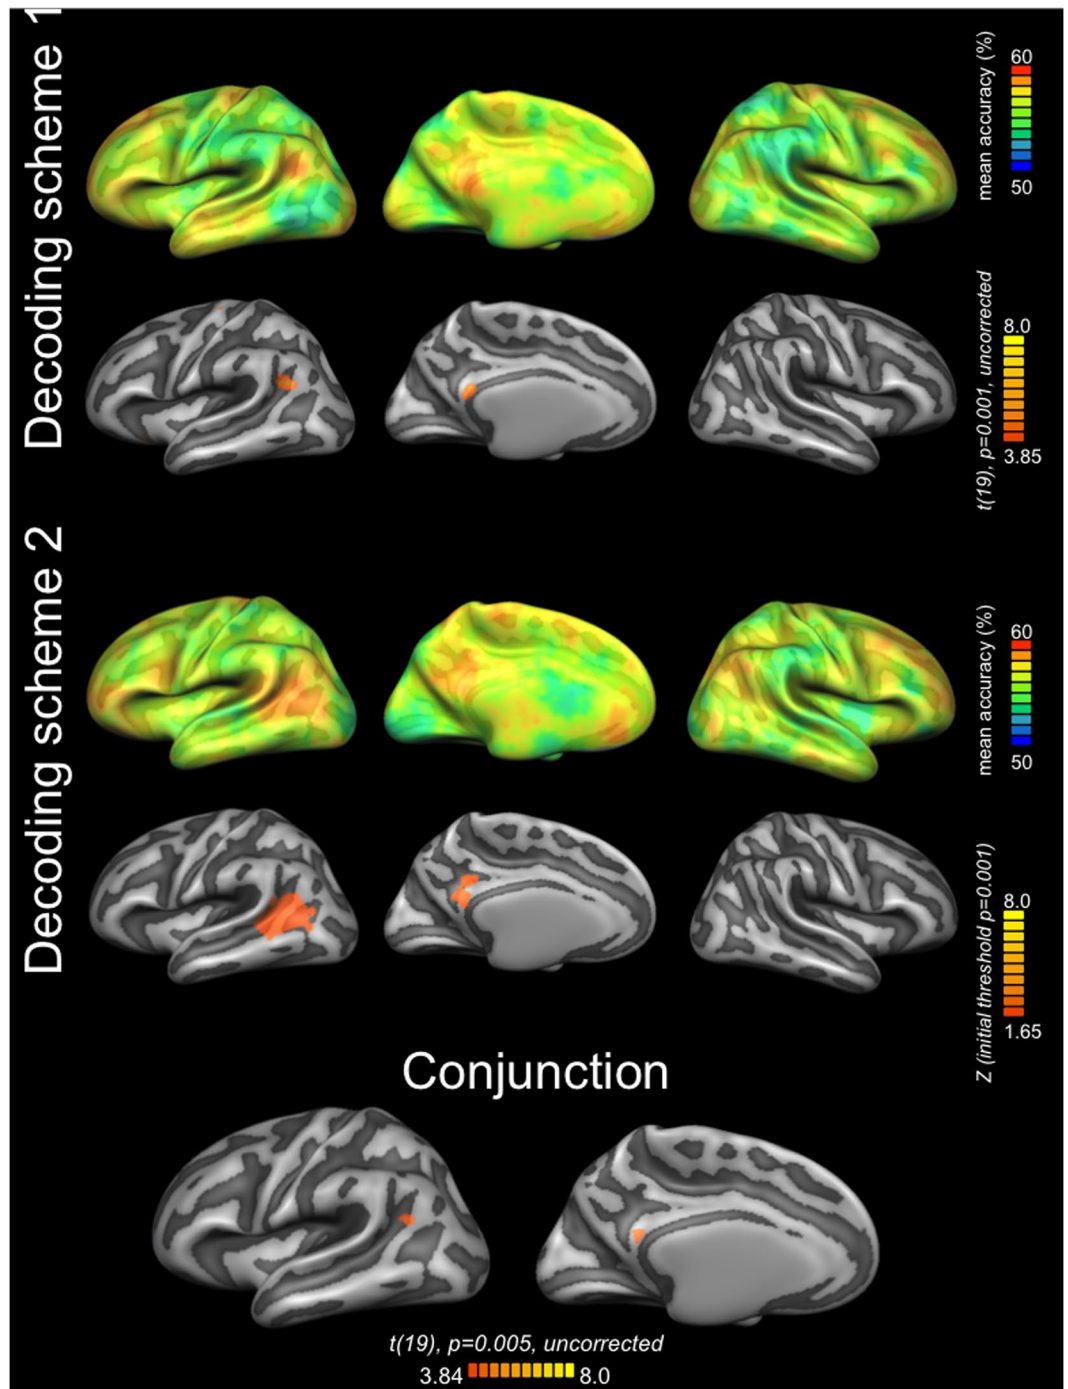 Decoding scheme 1
mean accuracy (%)
60
50
t(19), p=0.001, uncorrected
8.0
3.85
Decoding scheme 2
mean accuracy (%)
60
50
Z (initial threshold p=0.001)
8.0
1.65
Conjunction
t(19), p=0.005, uncorrected
3.84 8.0